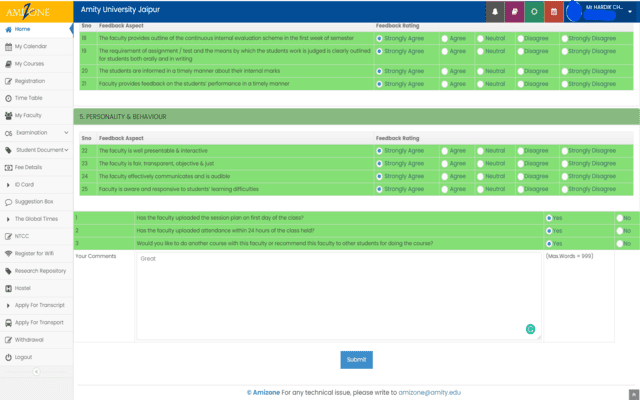 AMIZONE
Amity University Jaipur
Mr HARDIK CH...
Home
My Calendar
My Courses
Registration
Time Table
My Faculty
Examination
Student Document
Fee Details
ID Card
Suggestion Box
The Global Times
NTCC
Register for Wifi
Research Repository
Hostel
Apply For Transcript
Apply For Transport
Withdrawal
Logout
Sno Feedback Aspect Feedback Rating
18 The faculty provides outline of the continuous internal evaluation scheme in the first week of semester Strongly Agree Agree Neutral Disagree Strongly Disagree
19 The requirement of assignment / test and the means by which the students work is judged is clearly outlined Strongly Agree Agree Neutral Disagree Strongly Disagree
for students both orally and in writing
20 The students are informed in a timely manner about their internal marks Strongly Agree Agree Neutral Disagree Strongly Disagree
21 Faculty provides feedback on the students' performance in a timely manner Strongly Agree Agree Neutral Disagree Strongly Disagree
5. PERSONALITY & BEHAVIOUR
Sno Feedback Aspect Feedback Rating
22 The faculty is well presentable & interactive Strongly Agree Agree Neutral Disagree Strongly Disagree
23 The faculty is fair, transparent, objective & just Strongly Agree Agree Neutral Disagree Strongly Disagree
24 The faculty effectively communicates and is audible Strongly Agree Agree Neutral Disagree Strongly Disagree
25 Faculty is aware and responsive to students' learning difficulties Strongly Agree Agree Neutral Disagree Strongly Disagree
1 Has the faculty uploaded the session plan on first day of the class? Yes No
2 Has the faculty uploaded attendance within 24 hours of the class held? Yes No
3 Would you like to do another course with this faculty or recommend this faculty to other students for doing the course? Yes No
Your Comments Great (Max.Words = 999)
Submit
© Amizone For any technical issue, please write to amizone@amity.edu